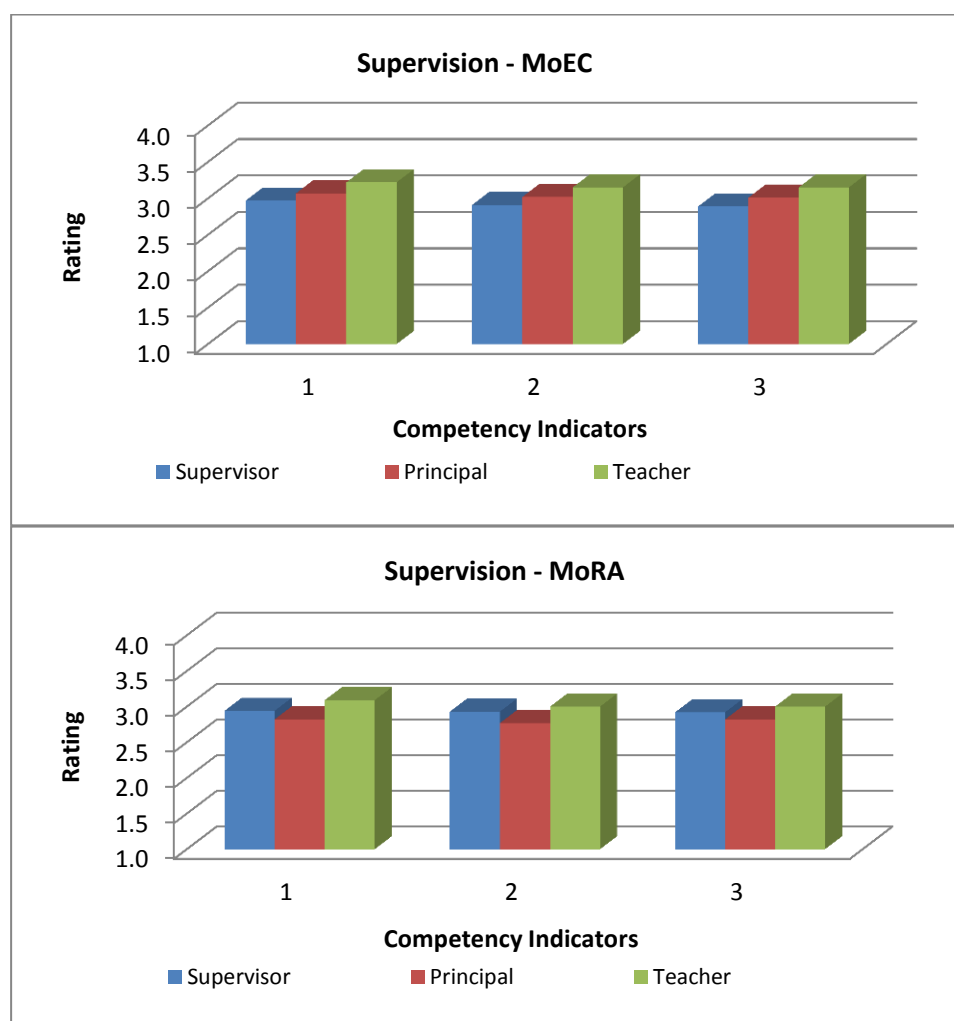 Supervision - MoEC
4.0
3.5
3.0
2.5
2.0
1.5
1.0
Rating
1 2 3
Competency Indicators
Supervisor Principal Teacher
Supervision - MoRA
4.0
3.5
3.0
2.5
2.0
1.5
1.0
Rating
1 2 3
Competency Indicators
Supervisor Principal Teacher